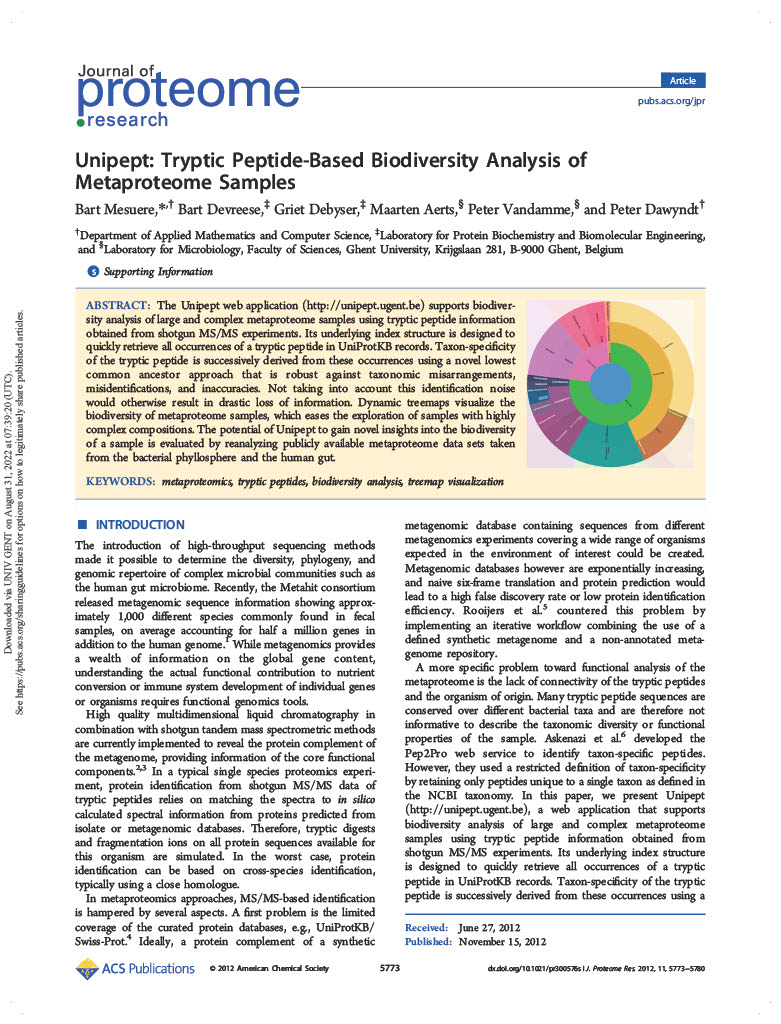 Journal of
proteome
research
Article
pubs.acs.org/jpr
Unipept: Tryptic Peptide-Based Biodiversity Analysis of
Metaproteome Samples
Bart Mesuere,*,† Bart Devreese,‡ Griet Debyser,‡ Maarten Aerts,§ Peter Vandamme,§ and Peter Dawyndt†
†Department of Applied Mathematics and Computer Science, ‡Laboratory for Protein Biochemistry and Biomolecular Engineering,
and §Laboratory for Microbiology, Faculty of Sciences, Ghent University, Krijgslaan 281, B-9000 Ghent, Belgium
S Supporting Information
ABSTRACT: The Unipept web application (http://unipept.ugent.be) supports biodiver-
sity analysis of large and complex metaproteome samples using tryptic peptide information
obtained from shotgun MS/MS experiments. Its underlying index structure is designed to
quickly retrieve all occurrences of a tryptic peptide in UniProtKB records. Taxon-specificity
of the tryptic peptide is successively derived from these occurrences using a novel lowest
common ancestor approach that is robust against taxonomic misarrangements,
misidentifications, and inaccuracies. Not taking into account this identification noise
would otherwise result in drastic loss of information. Dynamic treemaps visualize the
biodiversity of metaproteome samples, which eases the exploration of samples with highly
complex compositions. The potential of Unipept to gain novel insights into the biodiversity
of a sample is evaluated by reanalyzing publicly available metaproteome data sets taken
from the bacterial phyllosphere and the human gut.
KEYWORDS: metaproteomics, tryptic peptides, biodiversity analysis, treemap visualization
■ INTRODUCTION
The introduction of high-throughput sequencing methods
made it possible to determine the diversity, phylogeny, and
genomic repertoire of complex microbial communities such as
the human gut microbiome. Recently, the Metahit consortium
released metagenomic sequence information showing approx-
imately 1,000 different species commonly found in fecal
samples, on average accounting for half a million genes in
addition to the human genome.1 While metagenomics provides
a wealth of information on the global gene content,
understanding the actual functional contribution to nutrient
conversion or immune system development of individual genes
or organisms requires functional genomics tools.
High quality multidimensional liquid chromatography in
combination with shotgun tandem mass spectrometric methods
are currently implemented to reveal the protein complement of
the metagenome, providing information of the core functional
components.2,3 In a typical single species proteomics experi-
ment, protein identification from shotgun MS/MS data of
tryptic peptides relies on matching the spectra to in silico
calculated spectral information from proteins predicted from
isolate or metagenomic databases. Therefore, tryptic digests
and fragmentation ions on all protein sequences available for
this organism are simulated. In the worst case, protein
identification can be based on cross-species identification,
typically using a close homologue.
In metaproteomics approaches, MS/MS-based identification
is hampered by several aspects. A first problem is the limited
coverage of the curated protein databases, e.g., UniProtKB/
Swiss-Prot.4 Ideally, a protein complement of a synthetic
metagenomic database containing sequences from different
metagenomics experiments covering a wide range of organisms
expected in the environment of interest could be created.
Metagenomic databases however are exponentially increasing,
and naive six-frame translation and protein prediction would
lead to a high false discovery rate or low protein identification
efficiency. Rooijers et al.5 countered this problem by
implementing an iterative workflow combining the use of a
defined synthetic metagenome and a non-annotated meta-
genome repository.
A more specific problem toward functional analysis of the
metaproteome is the lack of connectivity of the tryptic peptides
and the organism of origin. Many tryptic peptide sequences are
conserved over different bacterial taxa and are therefore not
informative to describe the taxonomic diversity or functional
properties of the sample. Askenazi et al.6 developed the
Pep2Pro web service to identify taxon-specific peptides.
However, they used a restricted definition of taxon-specificity
by retaining only peptides unique to a single taxon as defined in
the NCBI taxonomy. In this paper, we present Unipept
(http://unipept.ugent.be), a web application that supports
biodiversity analysis of large and complex metaproteome
samples using tryptic peptide information obtained from
shotgun MS/MS experiments. Its underlying index structure
is designed to quickly retrieve all occurrences of a tryptic
peptide in UniProtKB records. Taxon-specificity of the tryptic
peptide is successively derived from these occurrences using a
Received: June 27, 2012
Published: November 15, 2012
ACS Publications
© 2012 American Chemical Society
5773
dx.doi.org/10.1021/pr300576s | J. Proteome Res. 2012, 11, 5773−5780
Downloaded via UNIV GENT on August 31, 2022 at 07:39:20 (UTC).
See https://pubs.acs.org/sharingguidelines for options on how to legitimately share published articles.